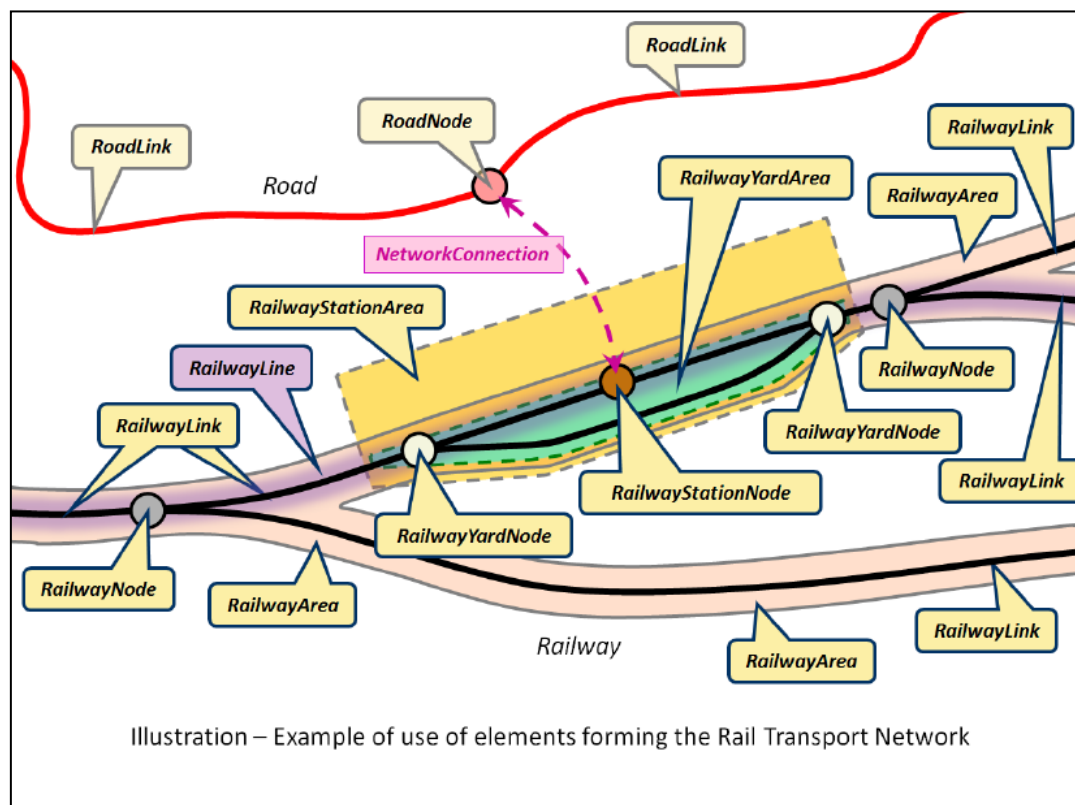 RoadLink
RoadNode
RailwayLink
RoadLink
RailwayYardArea
Road
RailwayArea
NetworkConnection
RailwayStationArea
RailwayLine
RailwayNode
RailwayLink
RailwayYardNode
RailwayLink
RailwayStationNode
RailwayYardNode
RailwayNode
RailwayArea
RailwayLink
Railway
RailwayArea
Illustration – Example of use of elements forming the Rail Transport Network